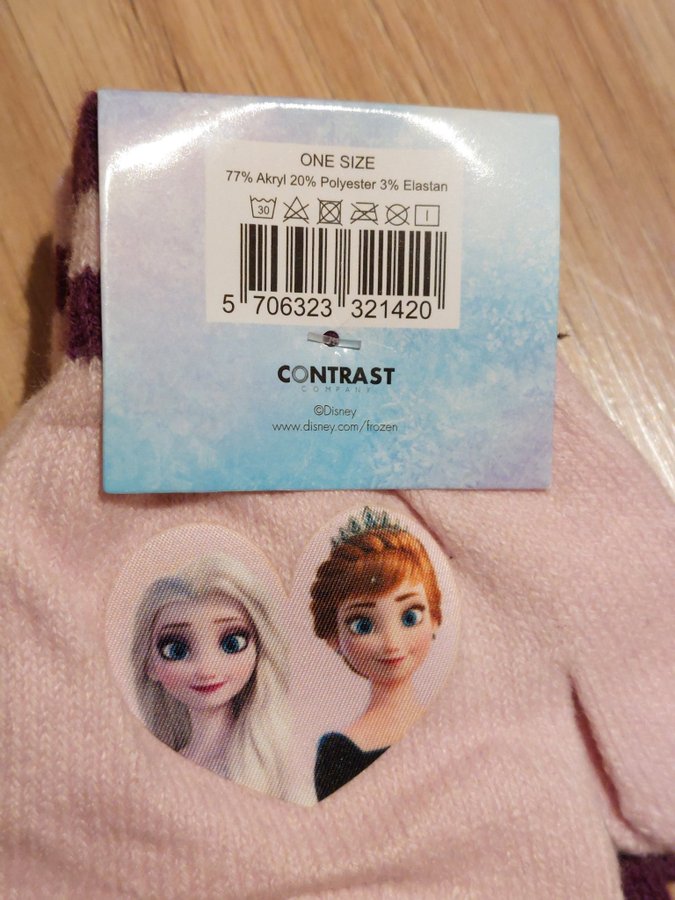 ONE SIZE
77% Akryl 20% Polyester 3% Elastan
30
5 706323 321420
CONTRAST
COMPANY
©Disney
www.disney.com/frozen